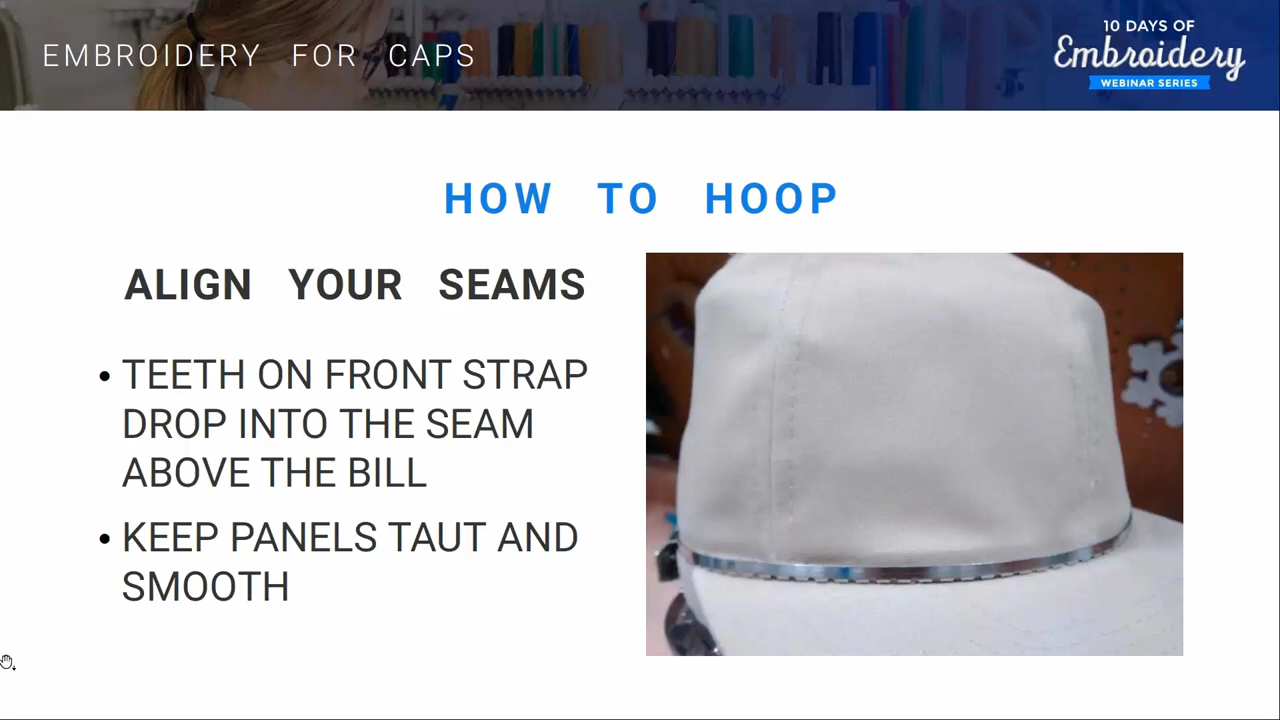 EMBROIDERY FOR CAPS
10 DAYS OF
Embroidery
WEBINAR SERIES
HOW TO HOOP
ALIGN YOUR SEAMS
• TEETH ON FRONT STRAP
DROP INTO THE SEAM
ABOVE THE BILL
• KEEP PANELS TAUT AND
SMOOTH